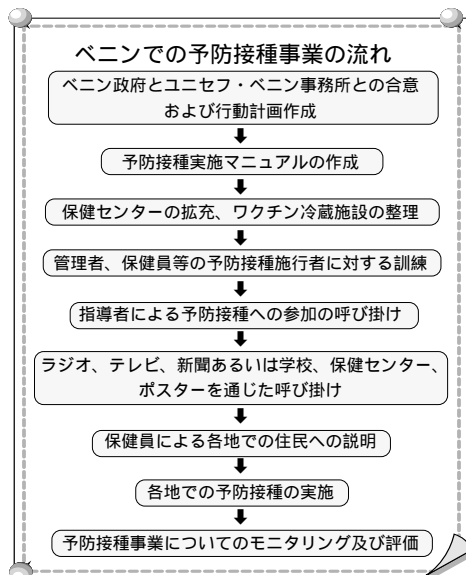 ベニンでの予防接種事業の流れ
ベニン政府とユニセフ・ベニン事務所との合意
および行動計画作成
予防接種実施マニュアルの作成
保健センターの拡充、ワクチン冷蔵施設の整理
管理者、保健員等の予防接種施行者に対する訓練
指導者による予防接種への参加の呼び掛け
ラジオ、テレビ、新聞あるいは学校、保健センター、
ポスターを通じた呼び掛け
保健員による各地での住民への説明
各地での予防接種の実施
予防接種事業についてのモニタリング及び評価